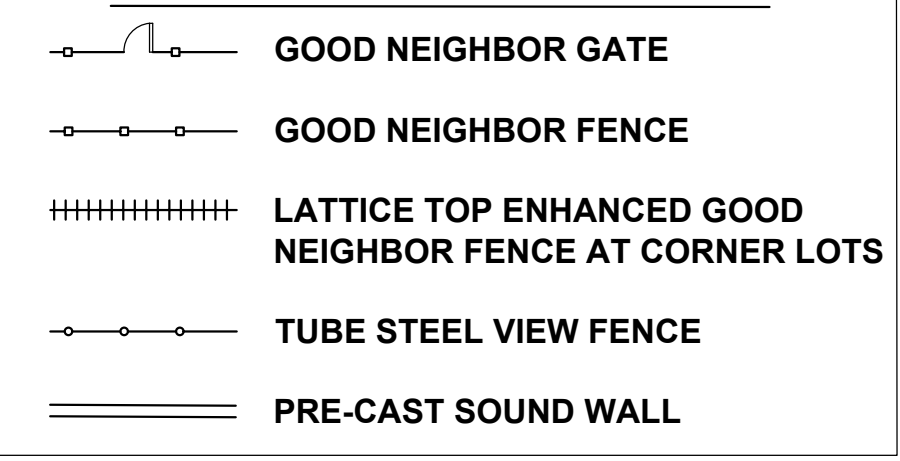 GOOD NEIGHBOR GATE
GOOD NEIGHBOR FENCE
LATTICE TOP ENHANCED GOOD
NEIGHBOR FENCE AT CORNER LOTS
TUBE STEEL VIEW FENCE
PRE-CAST SOUND WALL